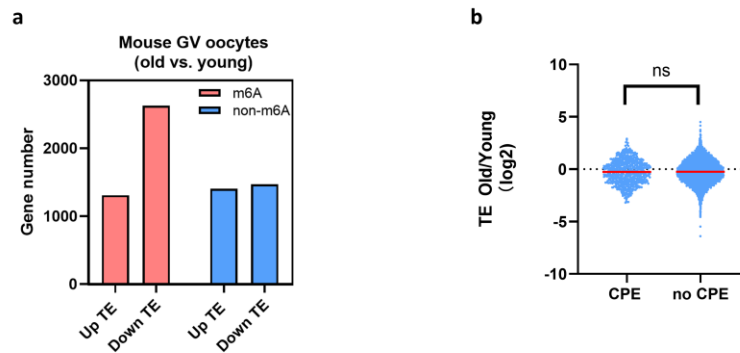 a
Mouse GV oocytes
(old vs. young)
Gene number
3000
2000
1000
0
m6A
non-m6A
Up TE
Down TE
Up TE
Down TE
b
TE Old/Young
（log2)
10
5
0
-5
-10
ns
CPE
no CPE